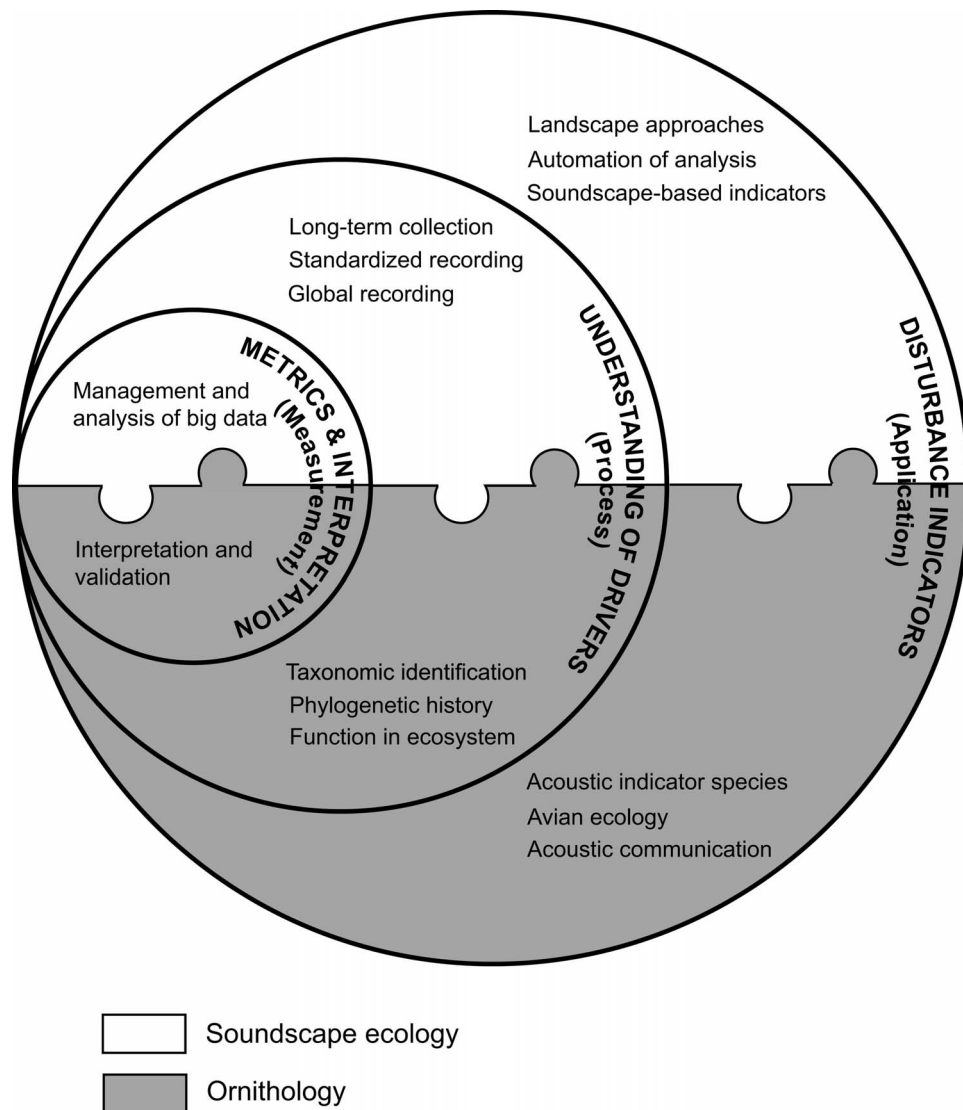 Landscape approaches
Automation of analysis
Soundscape-based indicators
Long-term collection
Standardized recording
Global recording
Management and
analysis of big data
METRICS & INTERPRETATION
(Measurement)
UNDERSTANDING OF DRIVERS
(Process)
DISTURBANCE INDICATORS
(Application)
Interpretation and
validation
Taxonomic identification
Phylogenetic history
Function in ecosystem
Acoustic indicator species
Avian ecology
Acoustic communication
Soundscape ecology
Ornithology